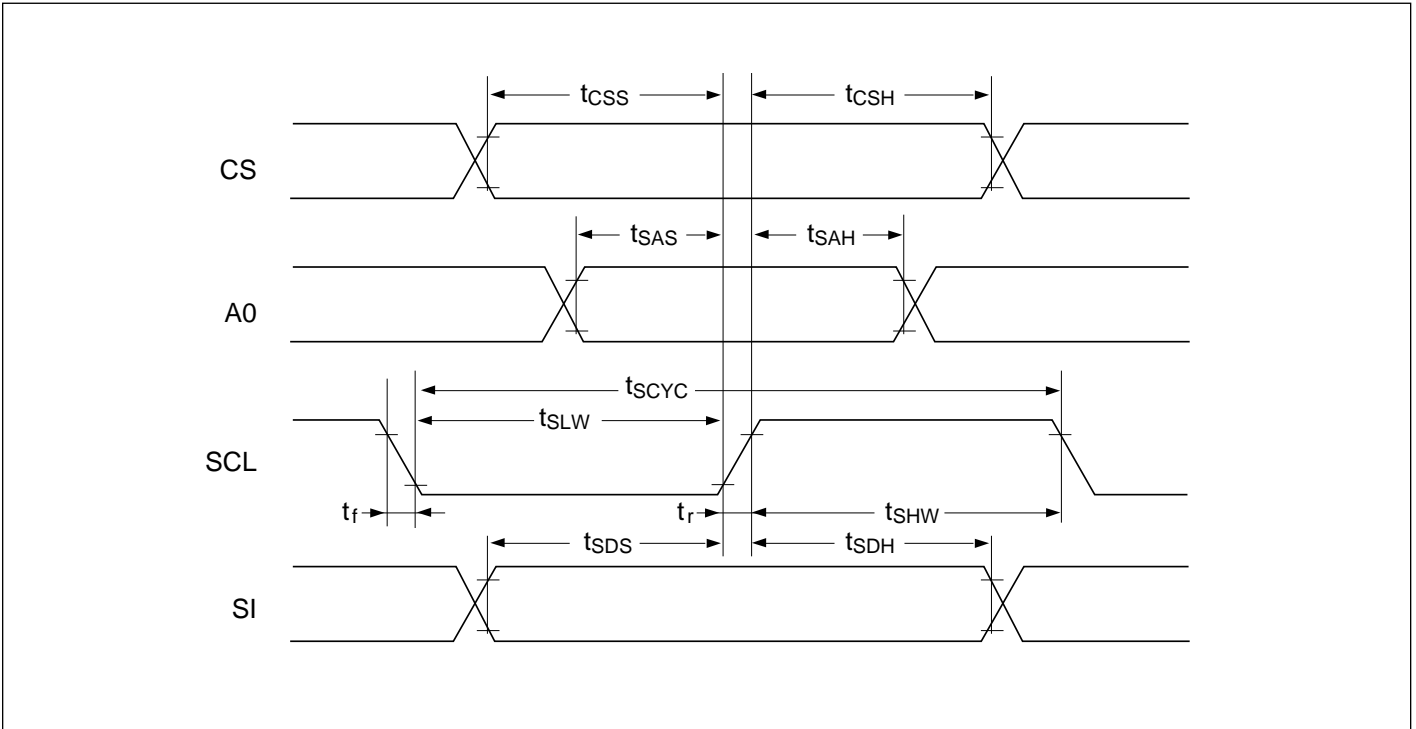 tCSS tCSH
CS
tSAS tSAH
A0
tSCYC
tSLW
SCL
tf tr tSHW
tSDS tSDH
SI